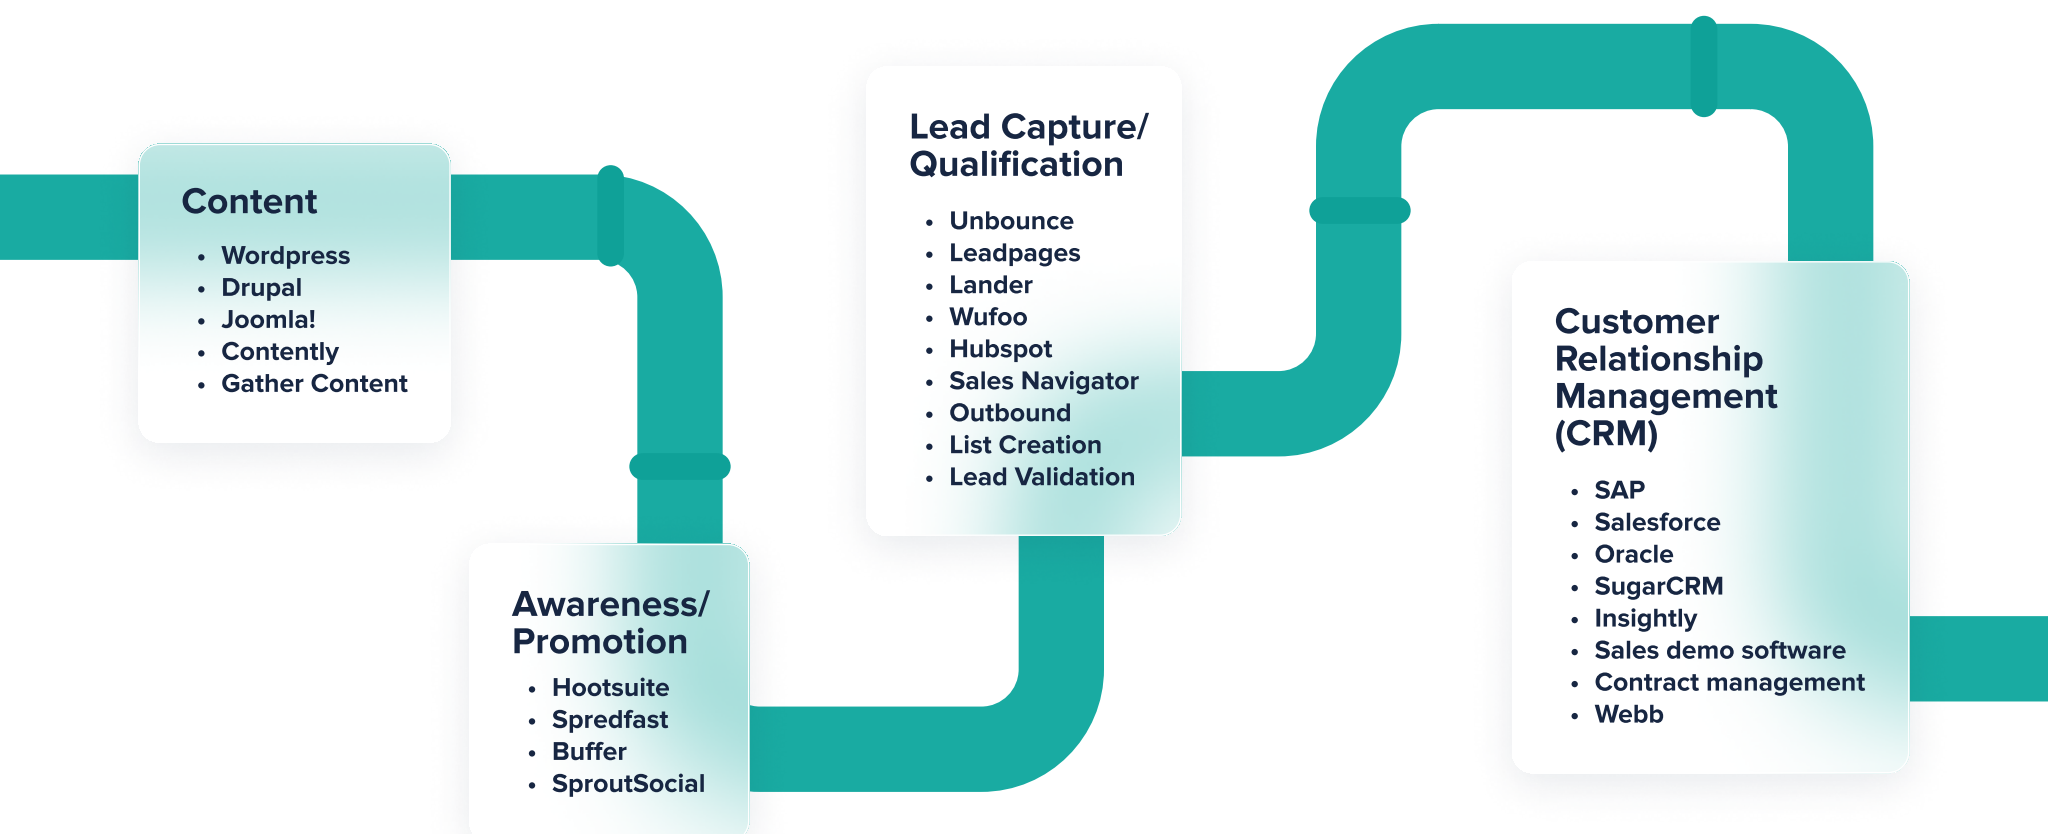 Content
• Wordpress
• Drupal
• Joomla!
• Contently
• Gather Content
Awareness/
Promotion
• Hootsuite
• Spredfast
• Buffer
• SproutSocial
Lead Capture/
Qualification
• Unbounce
• Leadpages
• Lander
• Wufoo
• Hubspot
• Sales Navigator
• Outbound
• List Creation
• Lead Validation
Customer
Relationship
Management
(CRM)
• SAP
• Salesforce
• Oracle
• SugarCRM
• Insightly
• Sales demo software
• Contract management
• Webb